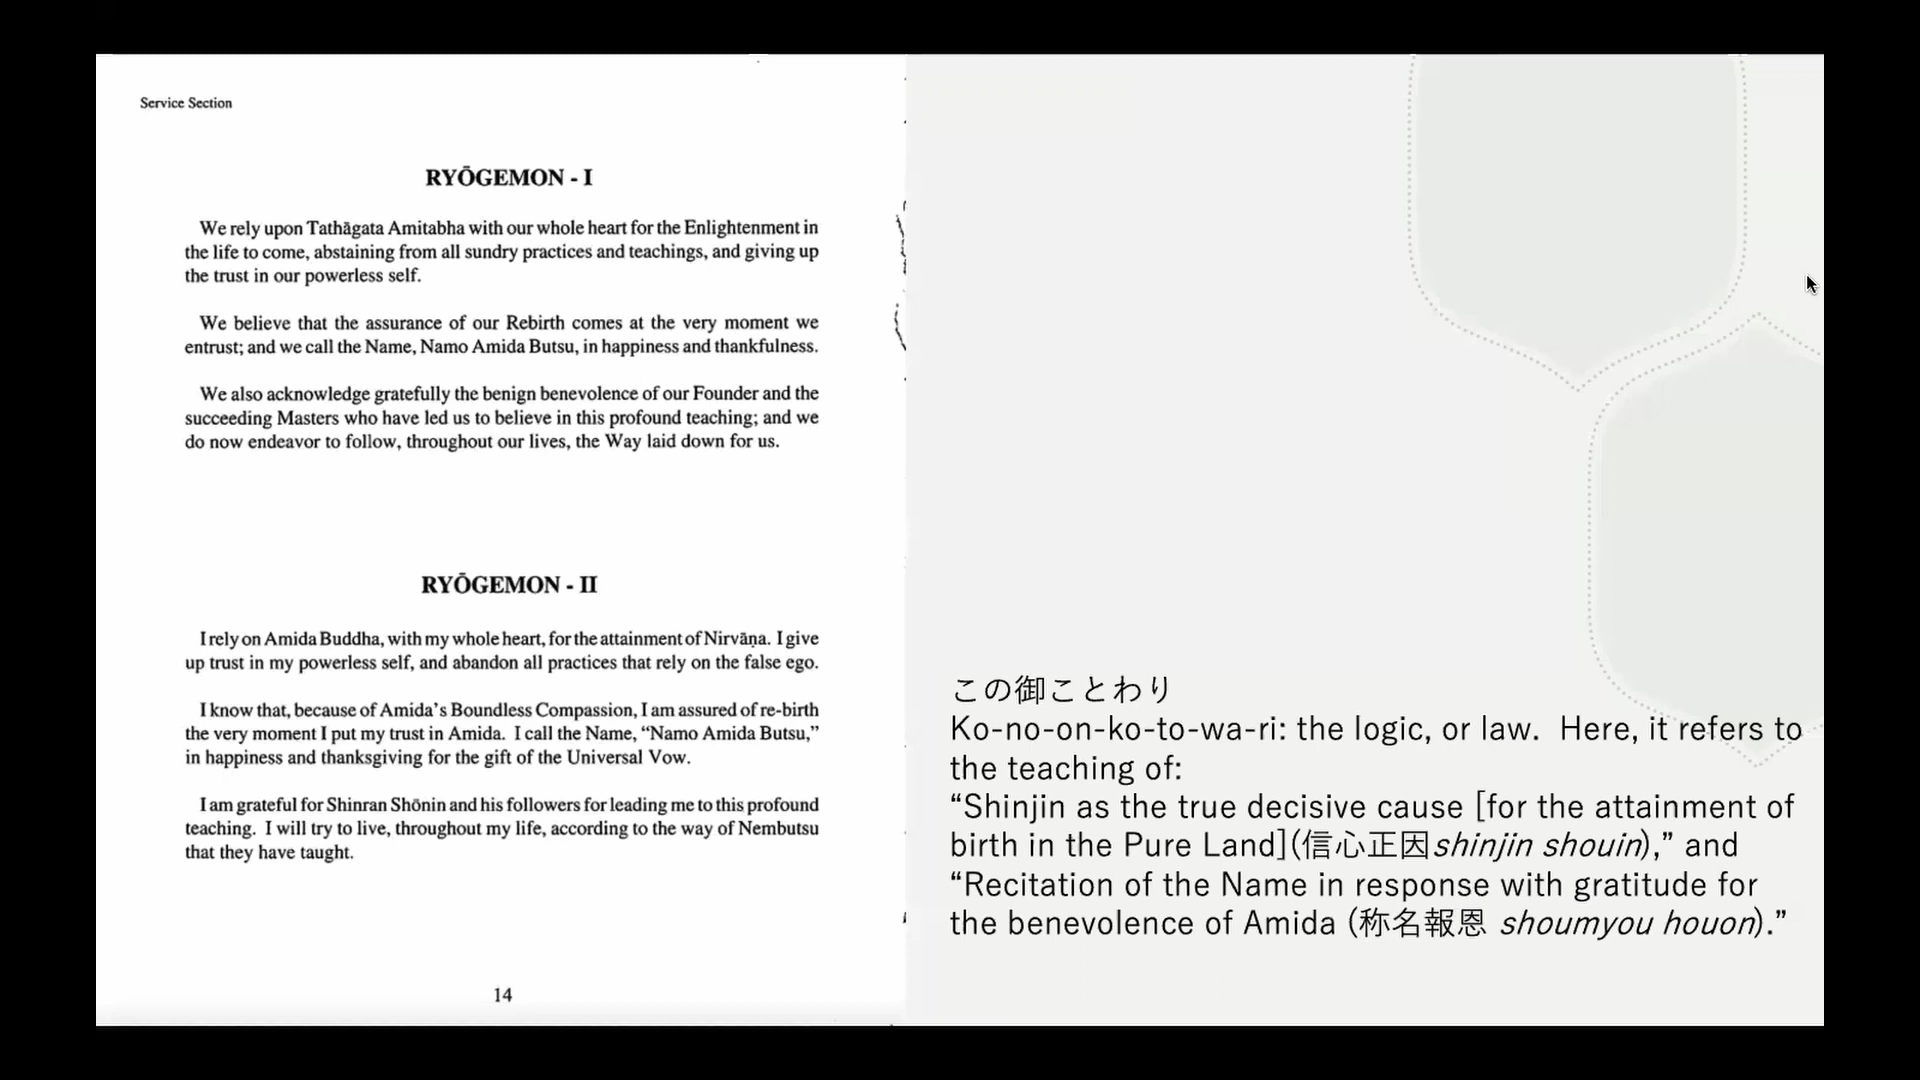 Service Section
RYŌGEMON - I
We rely upon Tathāgata Amitabha with our whole heart for the Enlightenment in
the life to come, abstaining from all sundry practices and teachings, and giving up
the trust in our powerless self.
We believe that the assurance of our Rebirth comes at the very moment we
entrust; and we call the Name, Namo Amida Butsu, in happiness and thankfulness.
We also acknowledge gratefully the benign benevolence of our Founder and the
succeeding Masters who have led us to believe in this profound teaching; and we
do now endeavor to follow, throughout our lives, the Way laid down for us.
RYŌGEMON - II
I rely on Amida Buddha, with my whole heart, for the attainment of Nirvāṇa. I give
up trust in my powerless self, and abandon all practices that rely on the false ego.
I know that, because of Amida's Boundless Compassion, I am assured of re-birth
the very moment I put my trust in Amida. I call the Name, “Namo Amida Butsu,”
in happiness and thanksgiving for the gift of the Universal Vow.
I am grateful for Shinran Shōnin and his followers for leading me to this profound
teaching. I will try to live, throughout my life, according to the way of Nembutsu
that they have taught.
14
この御ことわり
Ko-no-on-ko-to-wa-ri: the logic, or law. Here, it refers to
the teaching of:
“Shinjin as the true decisive cause [for the attainment of
birth in the Pure Land](信心正因shinjin shouin),” and
“Recitation of the Name in response with gratitude for
the benevolence of Amida (称名報恩 shoumyou houon).”